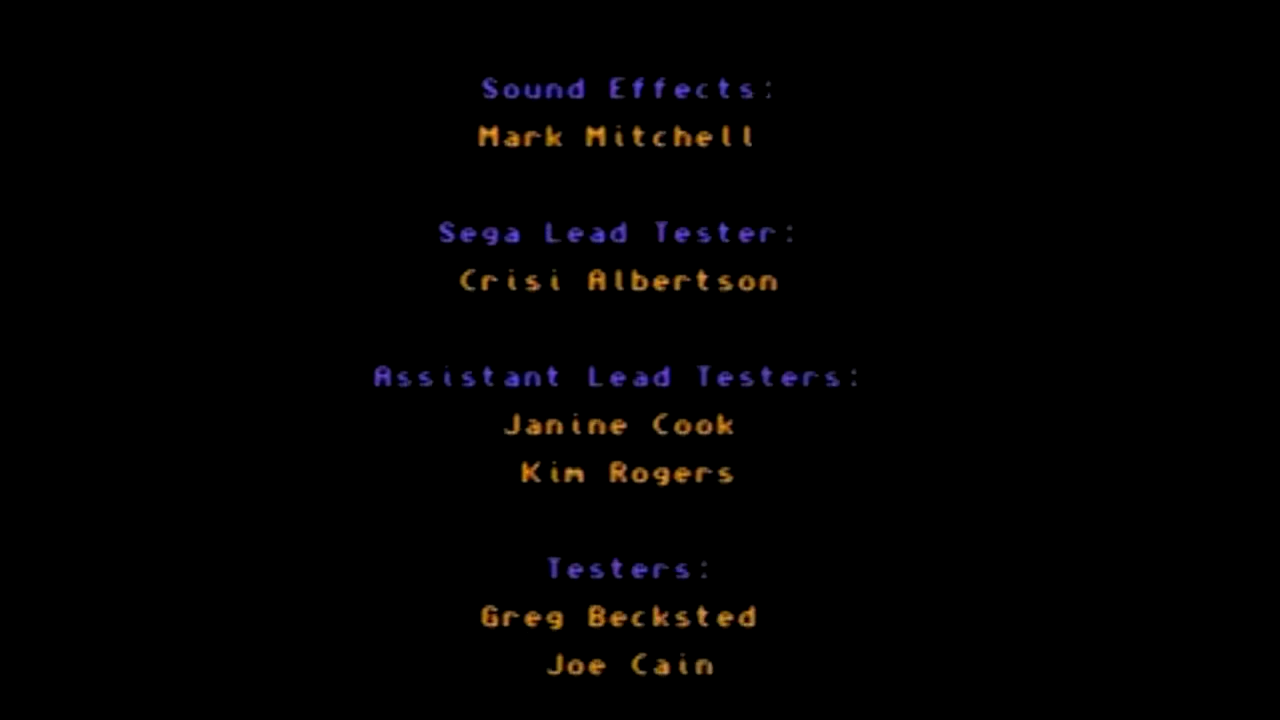 Sound Effects:
Mark Mitchell
Sega Lead Tester:
Crisi Albertson
Assistant Lead Testers:
Janine Cook
Kim Rogers
Testers:
Greg Becksted
Joe Cain